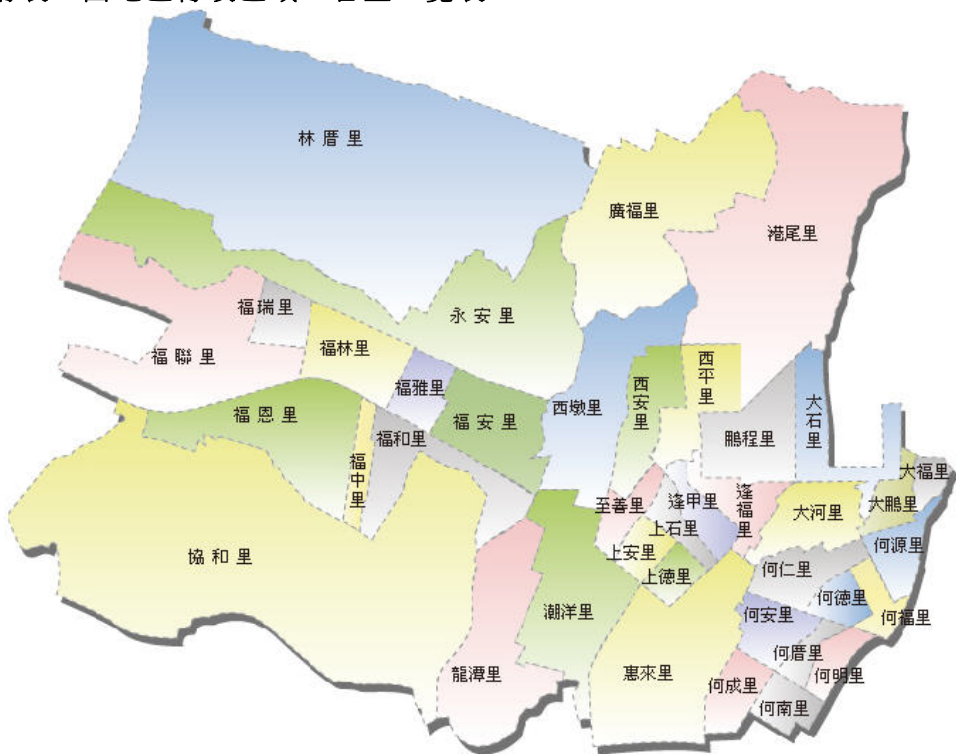 林厝里
廣福里
港尾里
福瑞里
永安里
福聯里
福林里
福雅里
西墩里
西安里
西平里
大石里
福恩里
福安里
福和里
鵬程里
福中里
大福里
至善里
逢甲里
逢福里
大河里
大鵬里
上石里
上安里
何源里
協和里
上德里
何仁里
潮洋里
何德里
何安里
何福里
何厝里
龍潭里
惠來里
何成里
何明里
何南里